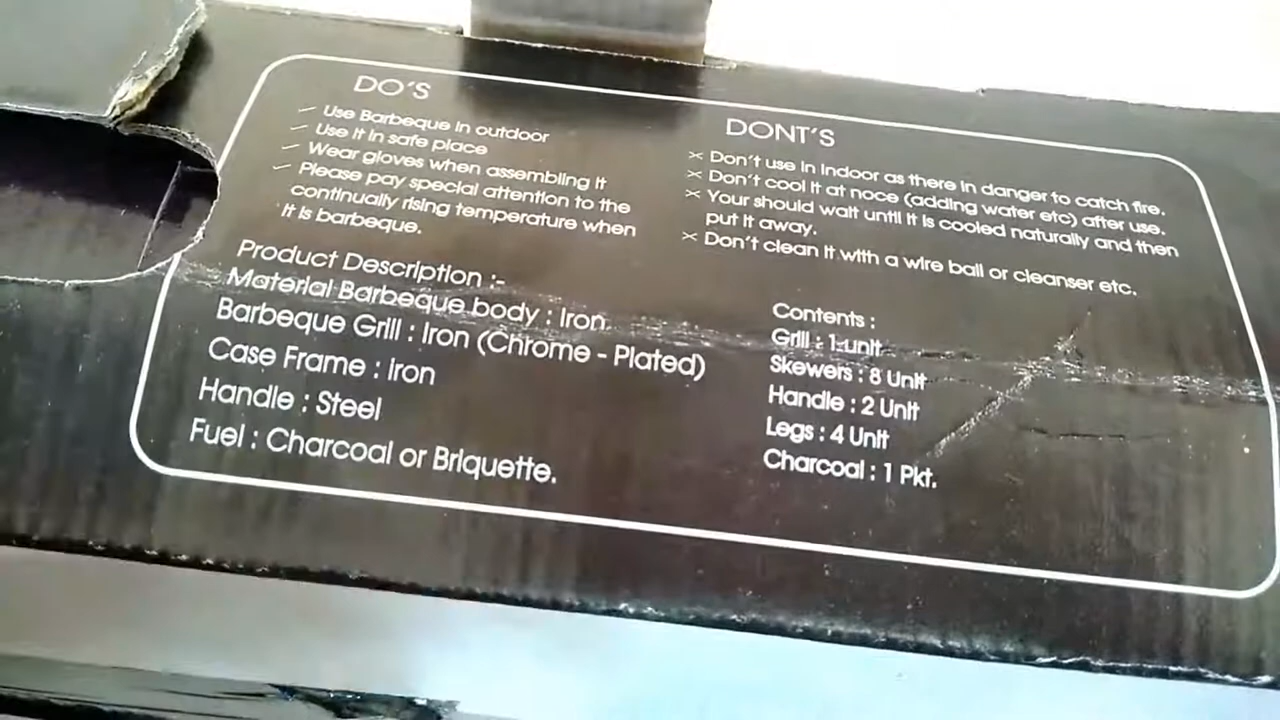 DO'S
Use Barbeque in outdoor
Use it in safe place
Wear gloves when assembling it
Please pay special attention to the
continually rising temperature when
it is barbeque.
DONT'S
Don't use in indoor as there in danger to catch fire.
Don't cool it at noce (adding water etc) after use.
Your should wait until it is cooled naturally and then
put it away.
Don't clean it with a wire ball or cleanser etc.
Product Description :-
Material Barbeque body : Iron
Barbeque Grill : Iron (Chrome - Plated)
Case Frame : Iron
Handle : Steel
Fuel : Charcoal or Briquette.
Contents :
Grill : 1 unit
Skewers : 8 Unit
Handle : 2 Unit
Legs : 4 Unit
Charcoal : 1 Pkt.